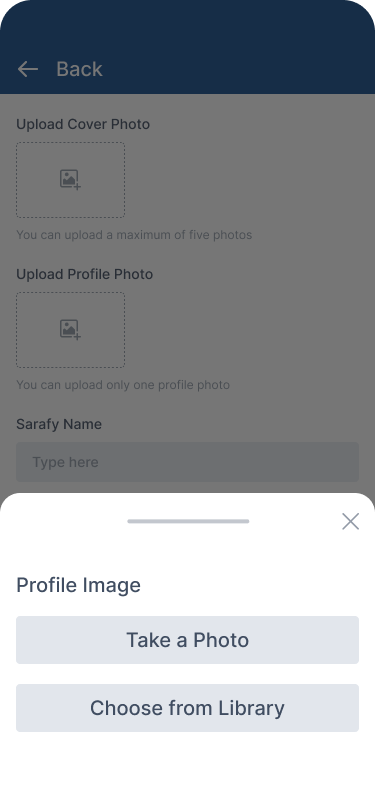 Back
Upload Cover Photo
You can upload a maximum of five photos
Upload Profile Photo
You can upload only one profile photo
Sarafy Name
Type here
Profile Image
Take a Photo
Choose from Library